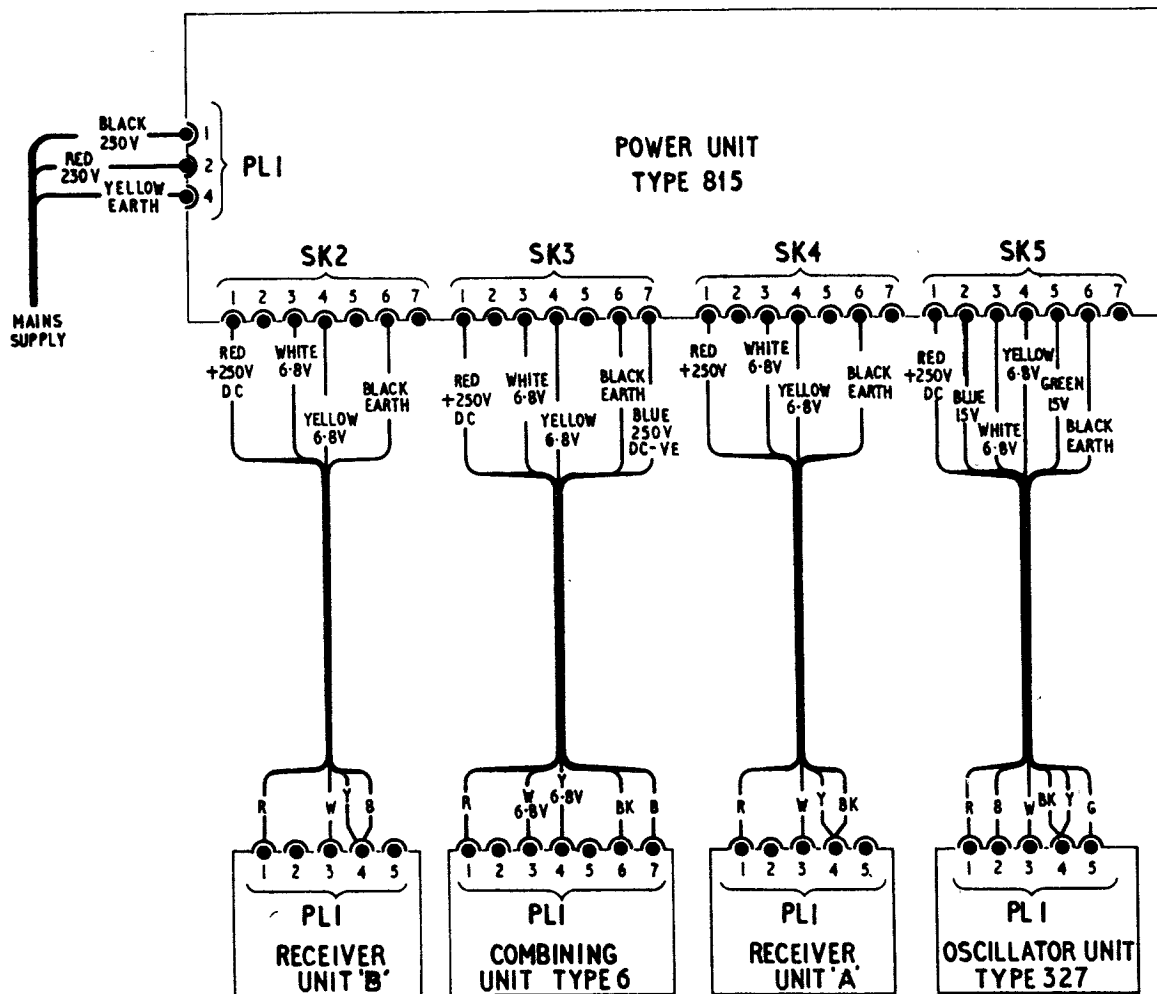 BLACK
250V
RED
230V
YELLOW
EARTH
1
2
4
PL1
MAINS
SUPPLY
POWER UNIT
TYPE 815
SK2
SK3
SK4
SK5
1 2 3 4 5 6 7
1 2 3 4 5 6 7
1 2 3 4 5 6 7
1 2 3 4 5 6 7
RED
+250V
DC
WHITE
6·8V
YELLOW
6·8V
BLACK
EARTH
RED
+250V
DC
WHITE
6·8V
YELLOW
6·8V
BLACK
EARTH
BLUE
250V
DC-VE
RED
+250V
WHITE
6·8V
YELLOW
6·8V
BLACK
EARTH
RED
+250V
DC
BLUE
15V
WHITE
6·8V
YELLOW
6·8V
GREEN
15V
BLACK
EARTH
R W Y B
R W
6·8V
Y
6·8V
BK B
R W Y BK
R B W BK Y G
1 2 3 4 5
1 2 3 4 5 6 7
1 2 3 4 5
1 2 3 4 5
PL1
PL1
PL1
PL1
RECEIVER
UNIT 'B'
COMBINING
UNIT TYPE 6
RECEIVER
UNIT 'A'
OSCILLATOR UNIT
TYPE 327